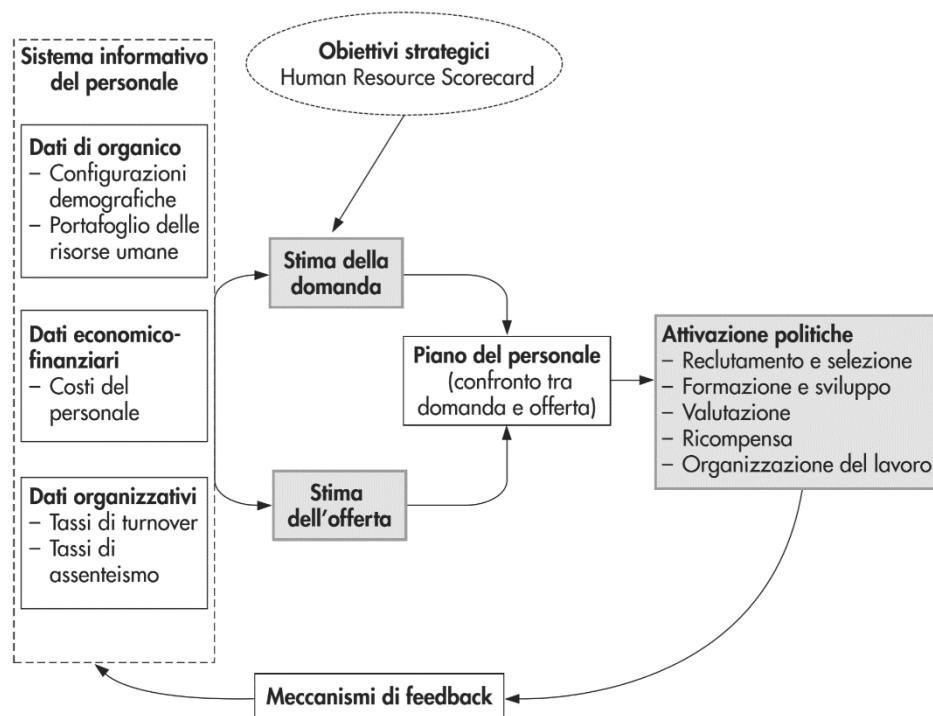 Sistema informativo
del personale
Dati di organico
– Configurazioni
demografiche
– Portafoglio delle
risorse umane
Dati economico-
finanziari
– Costi del
personale
Dati organizzativi
– Tassi di turnover
– Tassi di
assenteismo
Obiettivi strategici
Human Resource Scorecard
Stima della
domanda
Stima
dell’offerta
Piano del personale
(confronto tra
domanda e offerta)
Attivazione politiche
– Reclutamento e selezione
– Formazione e sviluppo
– Valutazione
– Ricompensa
– Organizzazione del lavoro
Meccanismi di feedback